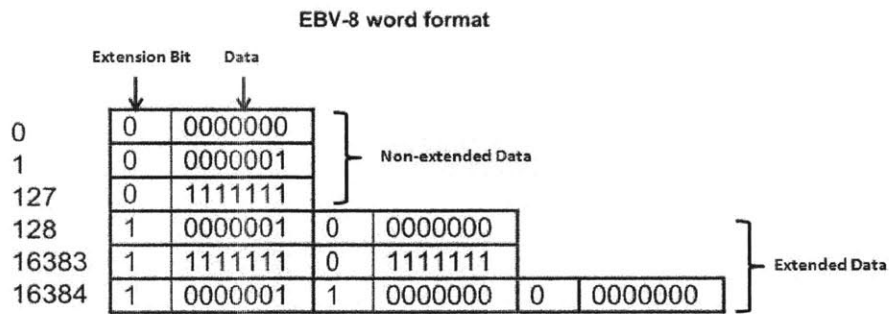 EBV-8 word format
Extension Bit Data
0 0 0000000
1 0 0000001
127 0 1111111
Non-extended Data
128 1 0000001 0 0000000
16383 1 1111111 0 1111111
16384 1 0000001 1 0000000 0 0000000
Extended Data